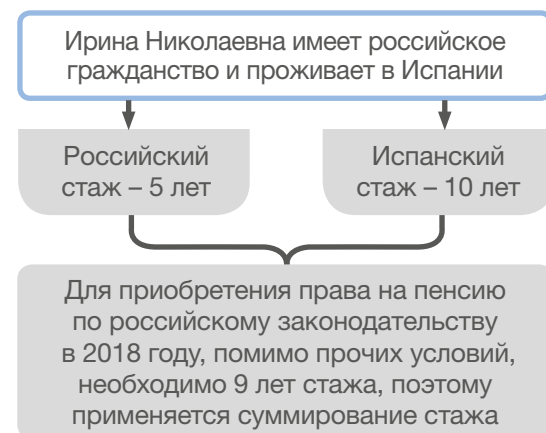 Ирина Николаевна имеет российское
гражданство и проживает в Испании
Российский
стаж – 5 лет
Испанский
стаж – 10 лет
Для приобретения права на пенсию
по российскому законодательству
в 2018 году, помимо прочих условий,
необходимо 9 лет стажа, поэтому
применяется суммирование стажа